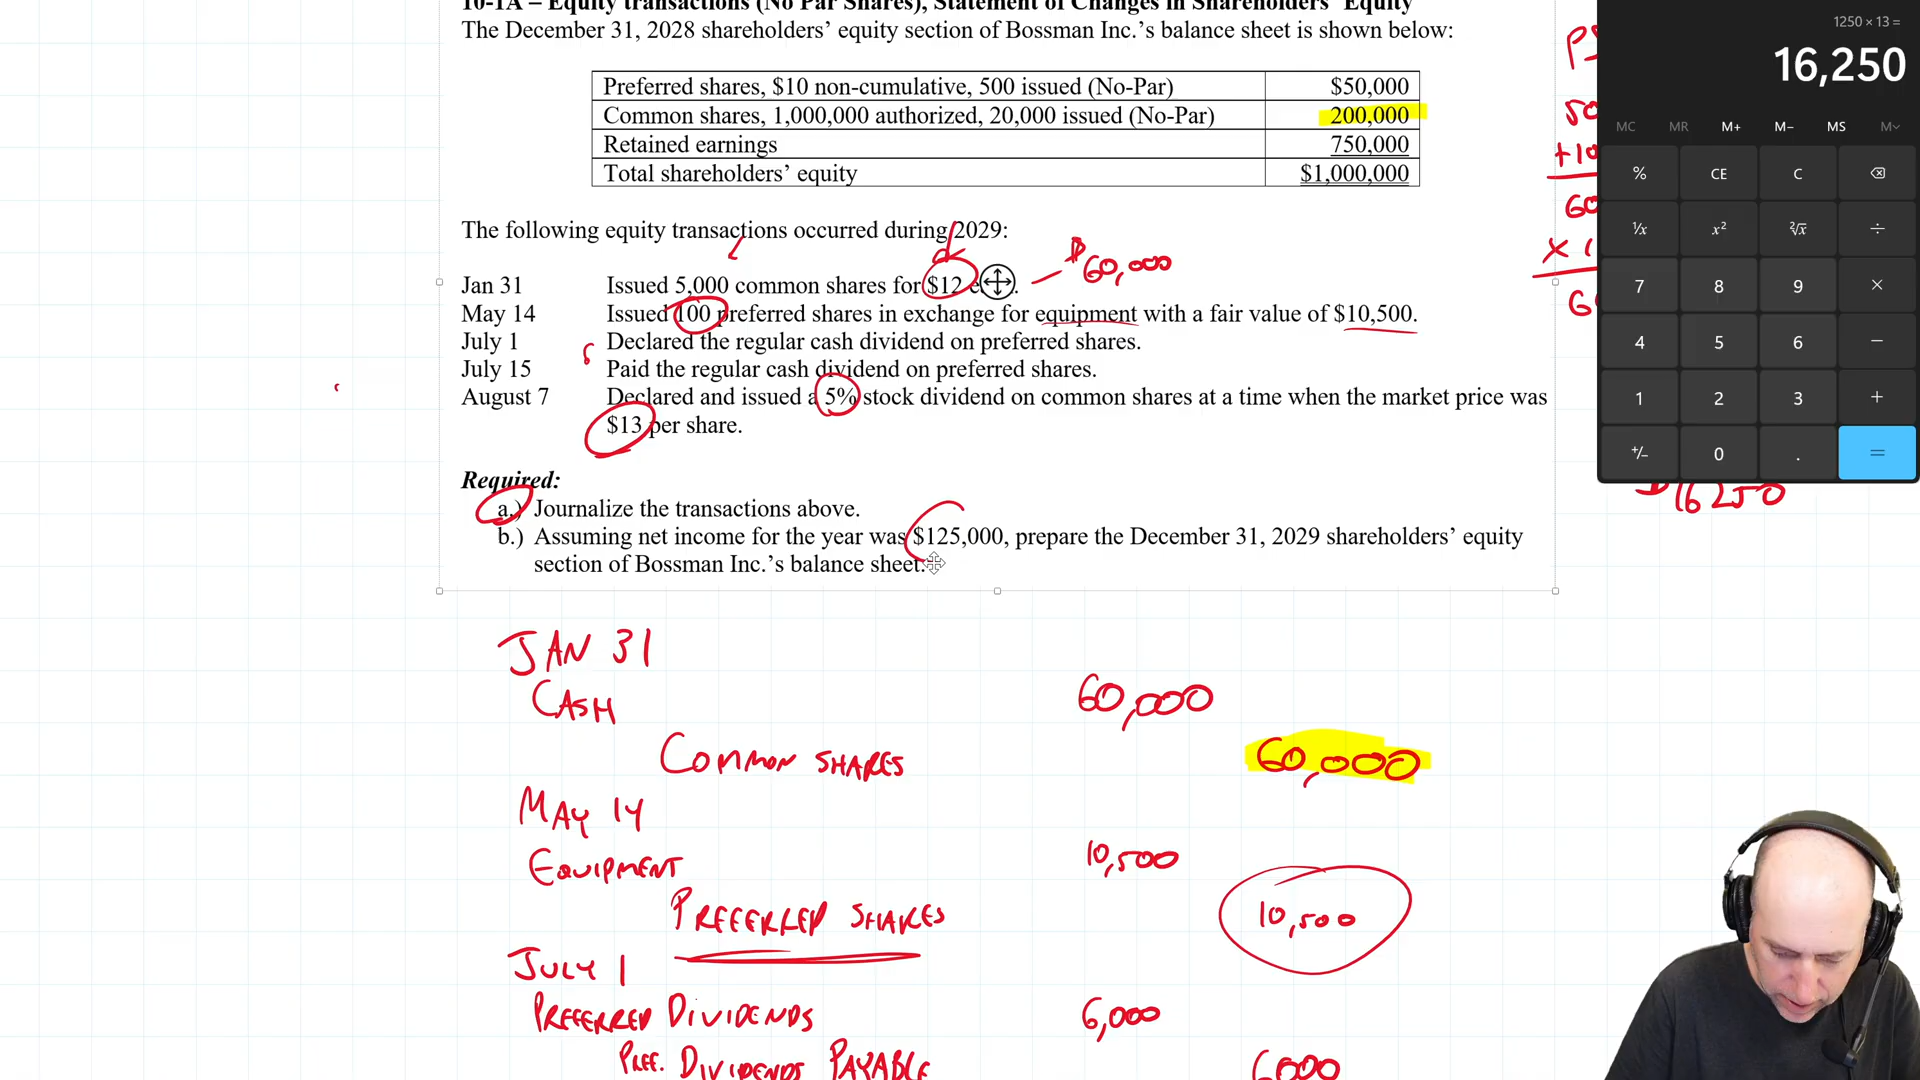 10-1A – Equity transactions (No Par Shares), Statement of Changes in Shareholders' Equity
The December 31, 2028 shareholders' equity section of Bossman Inc.'s balance sheet is shown below:
Preferred shares, $10 non-cumulative, 500 issued (No-Par) $50,000
Common shares, 1,000,000 authorized, 20,000 issued (No-Par) 200,000
Retained earnings 750,000
Total shareholders' equity $1,000,000
The following equity transactions occurred during 2029:
Jan 31 Issued 5,000 common shares for $12
$60,000
May 14 Issued 100 preferred shares in exchange for equipment with a fair value of $10,500.
July 1 Declared the regular cash dividend on preferred shares.
July 15 Paid the regular cash dividend on preferred shares.
August 7 Declared and issued a 5% stock dividend on common shares at a time when the market price was
$13 per share.
Required:
a.) Journalize the transactions above.
b.) Assuming net income for the year was $125,000, prepare the December 31, 2029 shareholders' equity
section of Bossman Inc.'s balance sheet.
JAN 31
CASH 60,000
COMMON SHARES 60,000
MAY 14
EQUIPMENT 10,500
PREFERRED SHARES 10,500
JULY 1
PREFERRED DIVIDENDS 6,000
PREF. DIVIDENDS PAYABLE 6000
50
+10
60
X 1
$16250
1250 × 13 =
16,250
MC MR M+ M− MS M
% CE C
¹/x x² ²√x ÷
7 8 9 ×
4 5 6 −
1 2 3 +
+/− 0 . =